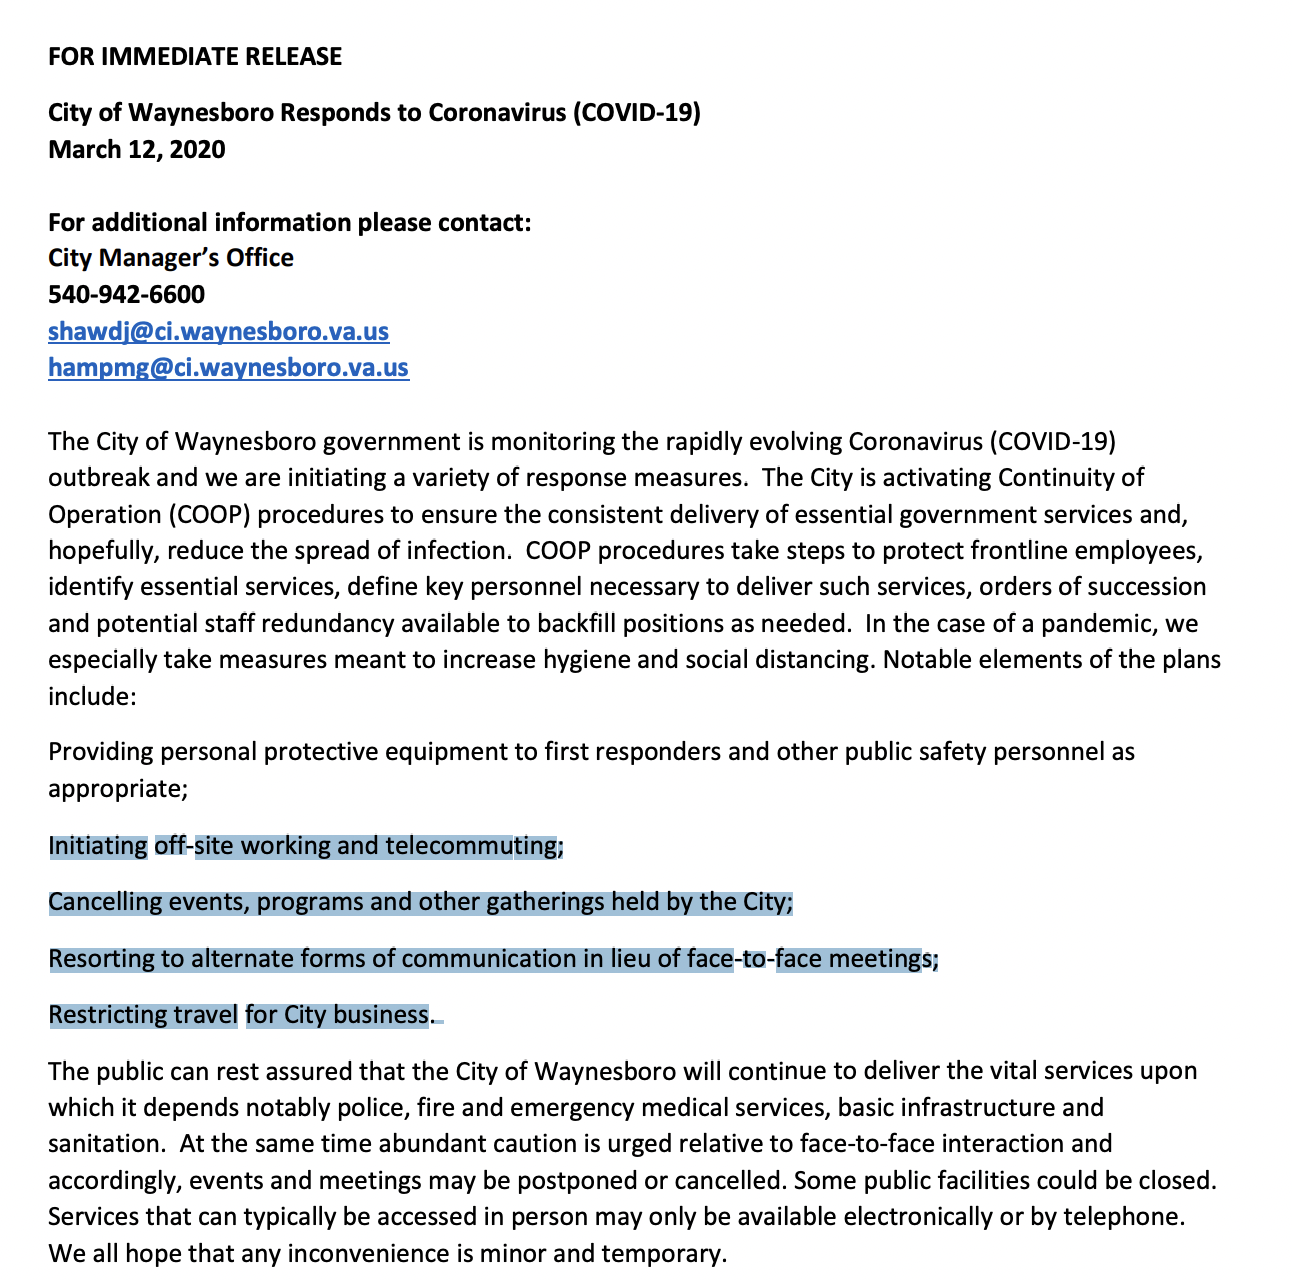 FOR IMMEDIATE RELEASE
City of Waynesboro Responds to Coronavirus (COVID-19)
March 12, 2020
For additional information please contact:
City Manager’s Office
540-942-6600
shawdj@ci.waynesboro.va.us
hampmg@ci.waynesboro.va.us
The City of Waynesboro government is monitoring the rapidly evolving Coronavirus (COVID-19)
outbreak and we are initiating a variety of response measures.  The City is activating Continuity of
Operation (COOP) procedures to ensure the consistent delivery of essential government services and,
hopefully, reduce the spread of infection.  COOP procedures take steps to protect frontline employees,
identify essential services, define key personnel necessary to deliver such services, orders of succession
and potential staff redundancy available to backfill positions as needed.  In the case of a pandemic, we
especially take measures meant to increase hygiene and social distancing. Notable elements of the plans
include:
Providing personal protective equipment to first responders and other public safety personnel as
appropriate;
Initiating off-site working and telecommuting;
Cancelling events, programs and other gatherings held by the City;
Resorting to alternate forms of communication in lieu of face-to-face meetings;
Restricting travel for City business.
The public can rest assured that the City of Waynesboro will continue to deliver the vital services upon
which it depends notably police, fire and emergency medical services, basic infrastructure and
sanitation.  At the same time abundant caution is urged relative to face-to-face interaction and
accordingly, events and meetings may be postponed or cancelled. Some public facilities could be closed.
Services that can typically be accessed in person may only be available electronically or by telephone.
We all hope that any inconvenience is minor and temporary.